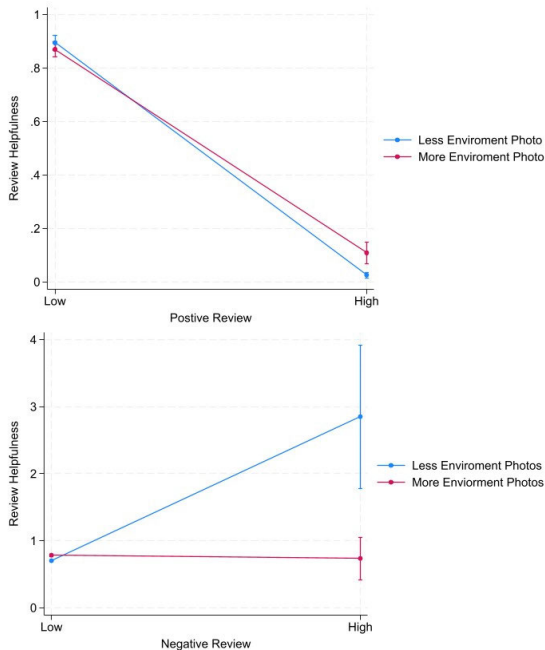 1
.8
.6
.4
.2
0
Review Helpfulness
Low
High
Postive Review
Less Enviroment Photo
More Enviroment Photo
4
3
2
1
0
Review Helpfulness
Low
High
Negative Review
Less Enviroment Photos
More Enviorment Photos